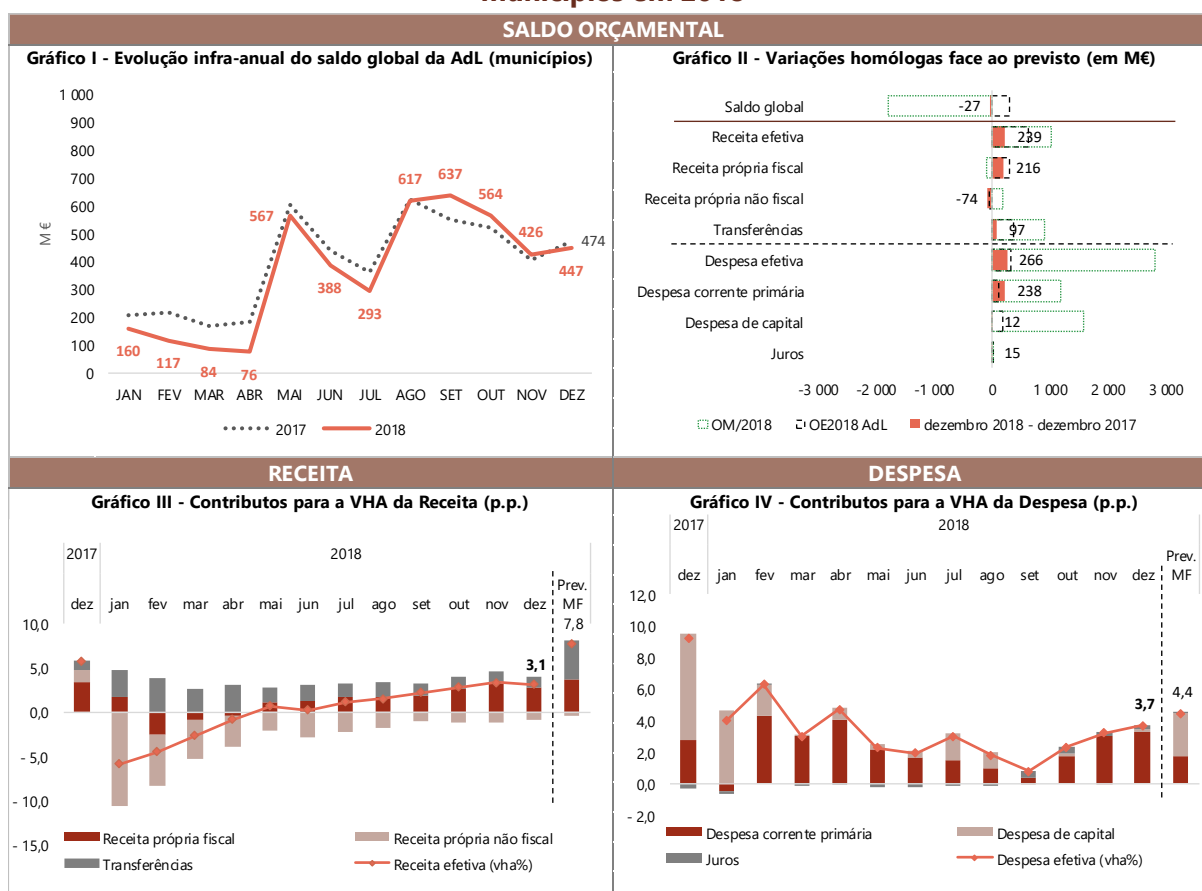 Municípios em 2018
SALDO ORÇAMENTAL
Gráfico I - Evolução infra-anual do saldo global da AdL (municípios)
1 000
900
800
700
600
500
400
300
200
100
0
M €
160
117
84
76
567
388
293
617
637
564
426
474
447
JAN FEV MAR ABR MAI JUN JUL AGO SET OUT NOV DEZ
2017 2018
Gráfico II - Variações homólogas face ao previsto (em M€)
Saldo global -27
Receita efetiva 239
Receita própria fiscal 216
Receita própria não fiscal -74
Transferências 97
Despesa efetiva 266
Despesa corrente primária 238
Despesa de capital 12
Juros 15
-3 000 -2 000 -1 000 0 1 000 2 000 3 000
OM/2018 OE2018 AdL dezembro 2018 - dezembro 2017
RECEITA
Gráfico III - Contributos para a VHA da Receita (p.p.)
2017 2018
dez jan fev mar abr mai jun jul ago set out nov dez Prev. MF
10,0
5,0
0,0
- 5,0
- 10,0
- 15,0
3,1
7,8
Receita própria fiscal Receita própria não fiscal
Transferências Receita efetiva (vha%)
DESPESA
Gráfico IV - Contributos para a VHA da Despesa (p.p.)
2017 2018
dez jan fev mar abr mai jun jul ago set out nov dez Prev. MF
12,0
10,0
8,0
6,0
4,0
2,0
0,0
- 2,0
3,7
4,4
Despesa corrente primária Despesa de capital
Juros Despesa efetiva (vha%)